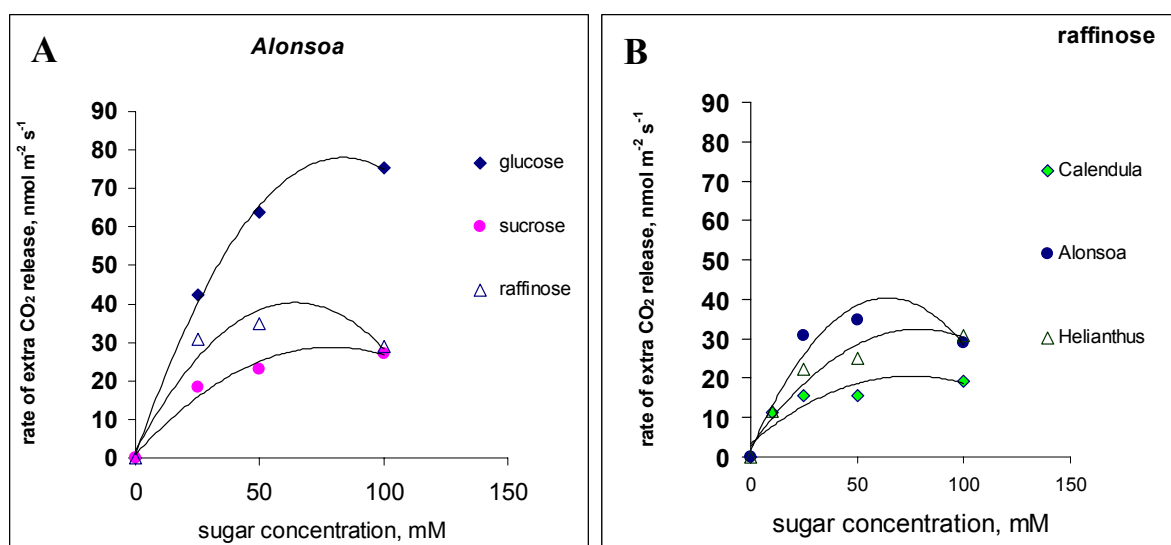 A
Alonsoa
rate of extra CO₂ release, nmol m⁻² s⁻¹
90
80
70
60
50
40
30
20
10
0
0 50 100 150
sugar concentration, mM
glucose
sucrose
raffinose
B
raffinose
rate of extra CO₂ release, nmol m⁻² s⁻¹
90
80
70
60
50
40
30
20
10
0
0 50 100 150
sugar concentration, mM
Calendula
Alonsoa
Helianthus